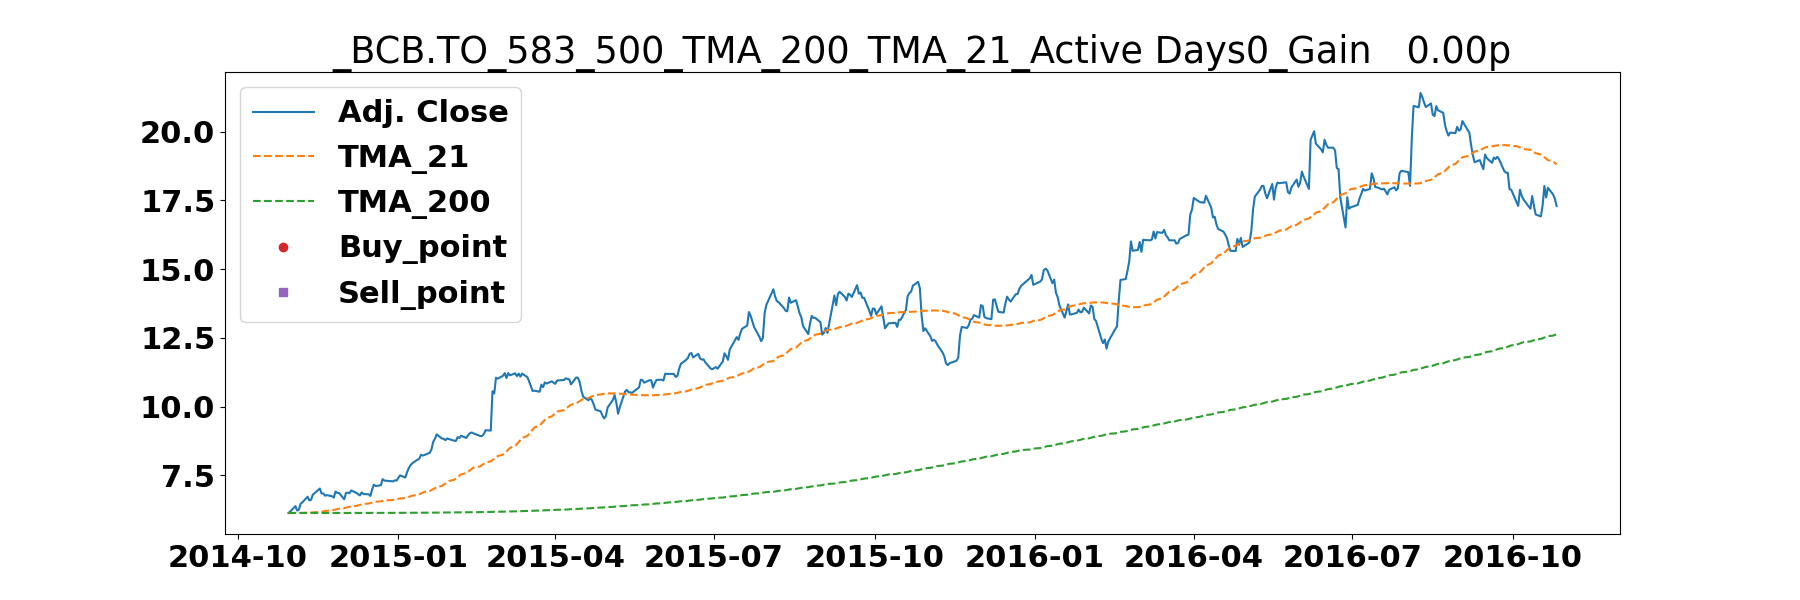 _BCB.TO_583_500_TMA_200_TMA_21_Active Days0_Gain   0.00p
Adj. Close
TMA_21
TMA_200
Buy_point
Sell_point
20.0
17.5
15.0
12.5
10.0
7.5
2014-10 2015-01 2015-04 2015-07 2015-10 2016-01 2016-04 2016-07 2016-10